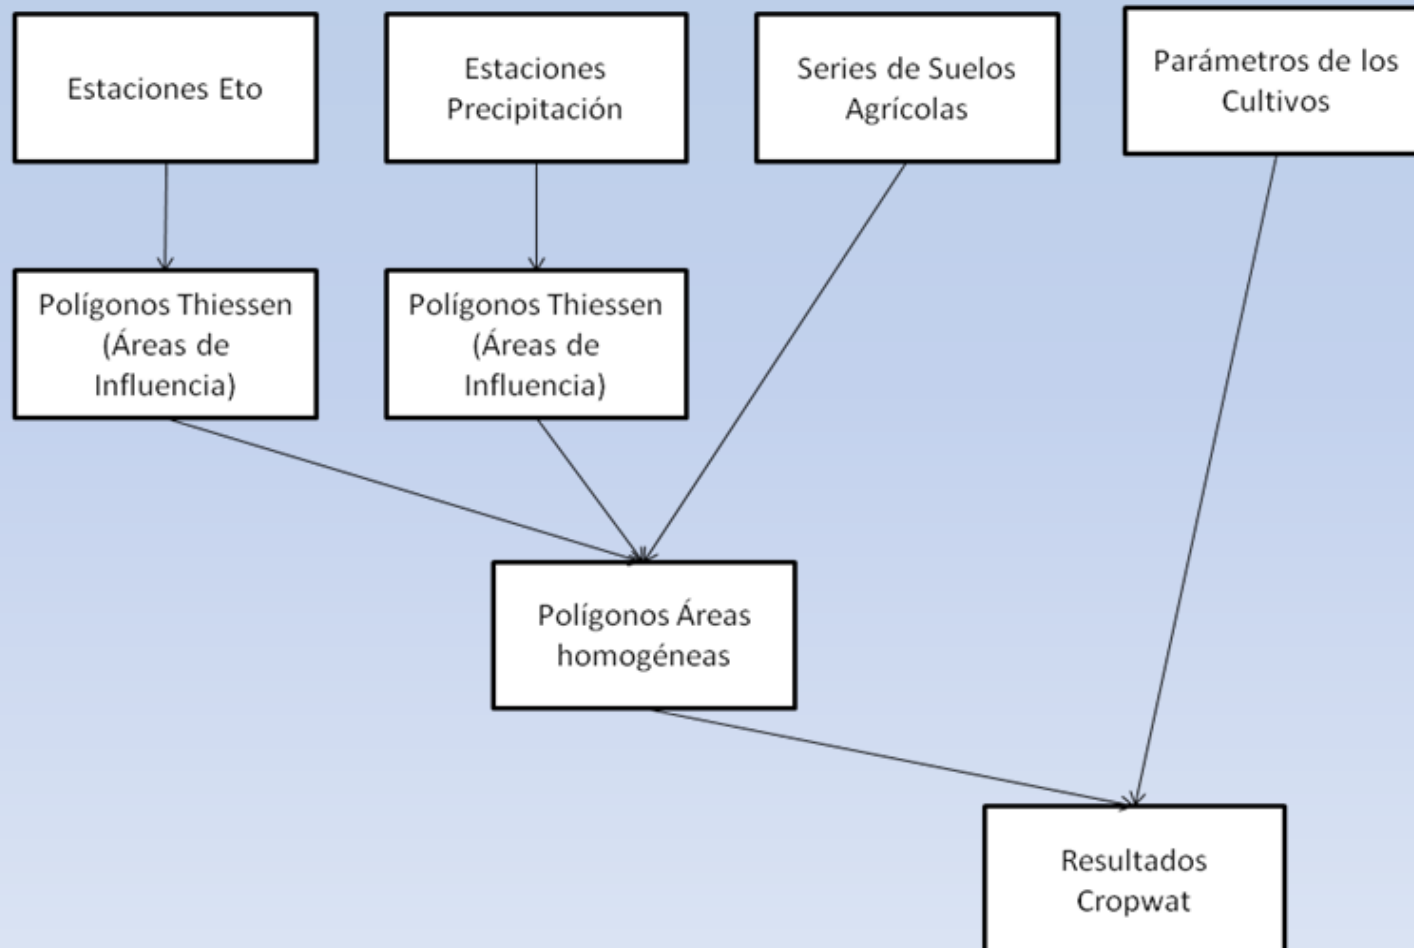 Estaciones Eto
Estaciones
Precipitación
Series de Suelos
Agrícolas
Parámetros de los
Cultivos
Polígonos Thiessen
(Áreas de
Influencia)
Polígonos Thiessen
(Áreas de
Influencia)
Polígonos Áreas
homogéneas
Resultados
Cropwat